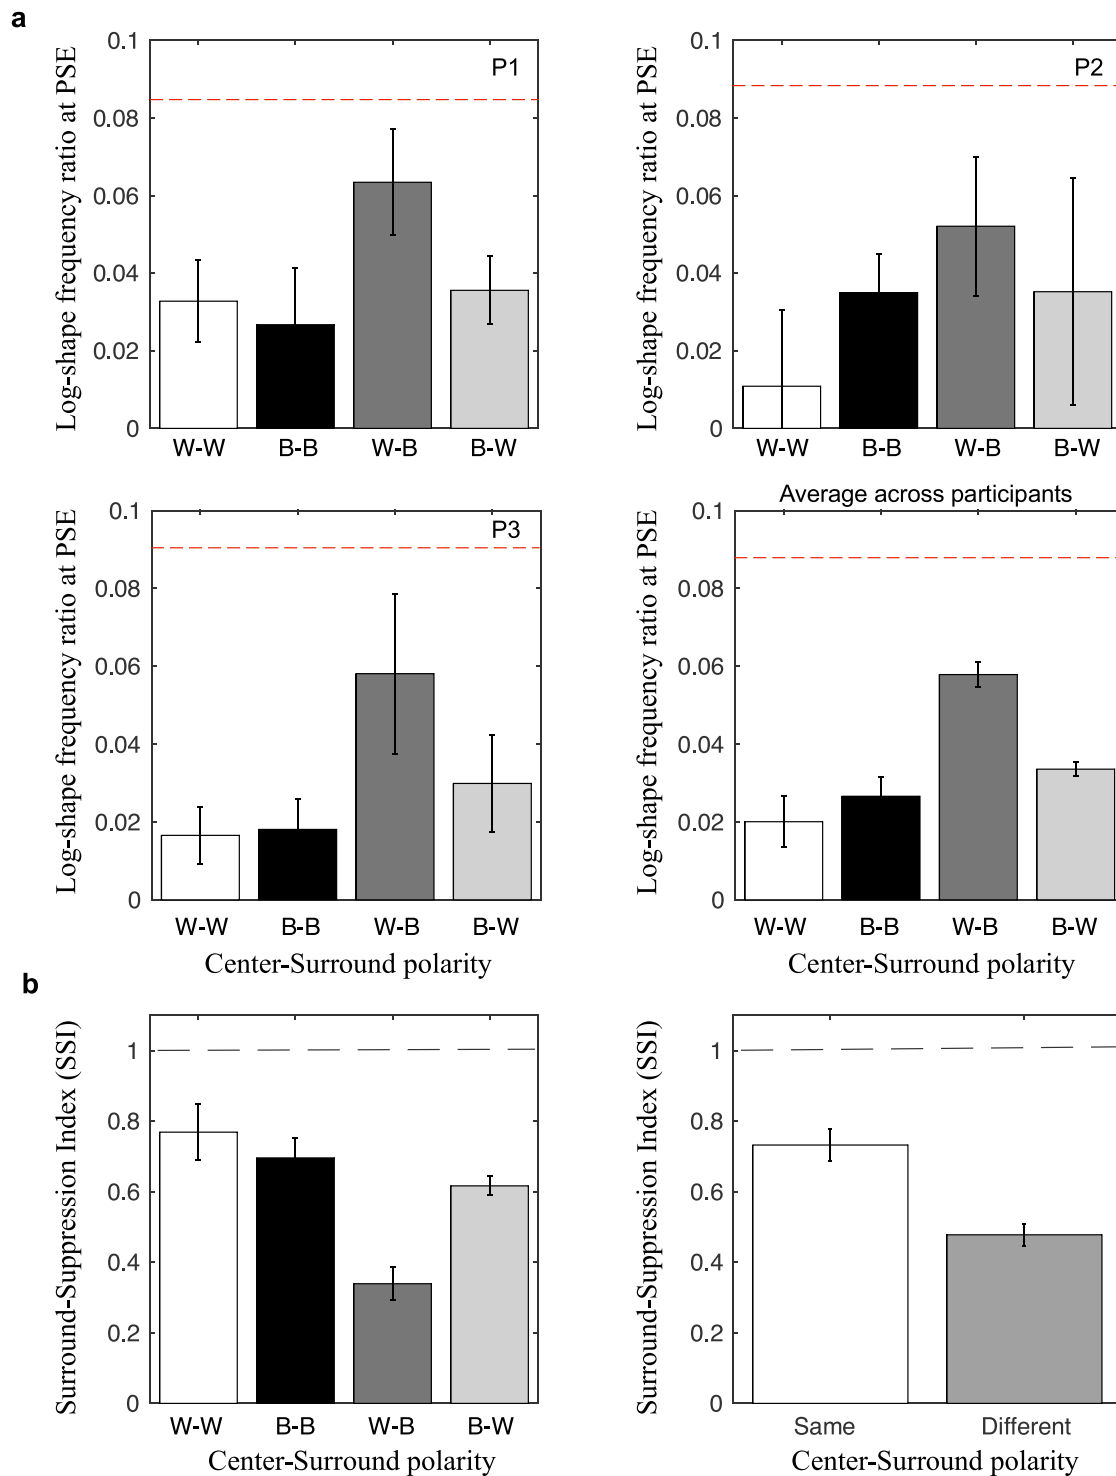 a
Log-shape frequency ratio at PSE
0.1
0.08
0.06
0.04
0.02
0
P1
W-W B-B W-B B-W
Log-shape frequency ratio at PSE
0.1
0.08
0.06
0.04
0.02
0
P2
W-W B-B W-B B-W
Log-shape frequency ratio at PSE
0.1
0.08
0.06
0.04
0.02
0
P3
W-W B-B W-B B-W
Center-Surround polarity
Average across participants
Log-shape frequency ratio at PSE
0.1
0.08
0.06
0.04
0.02
0
W-W B-B W-B B-W
Center-Surround polarity
b
Surround-Suppression Index (SSI)
1
0.8
0.6
0.4
0.2
0
W-W B-B W-B B-W
Center-Surround polarity
Surround-Suppression Index (SSI)
1
0.8
0.6
0.4
0.2
0
Same Different
Center-Surround polarity